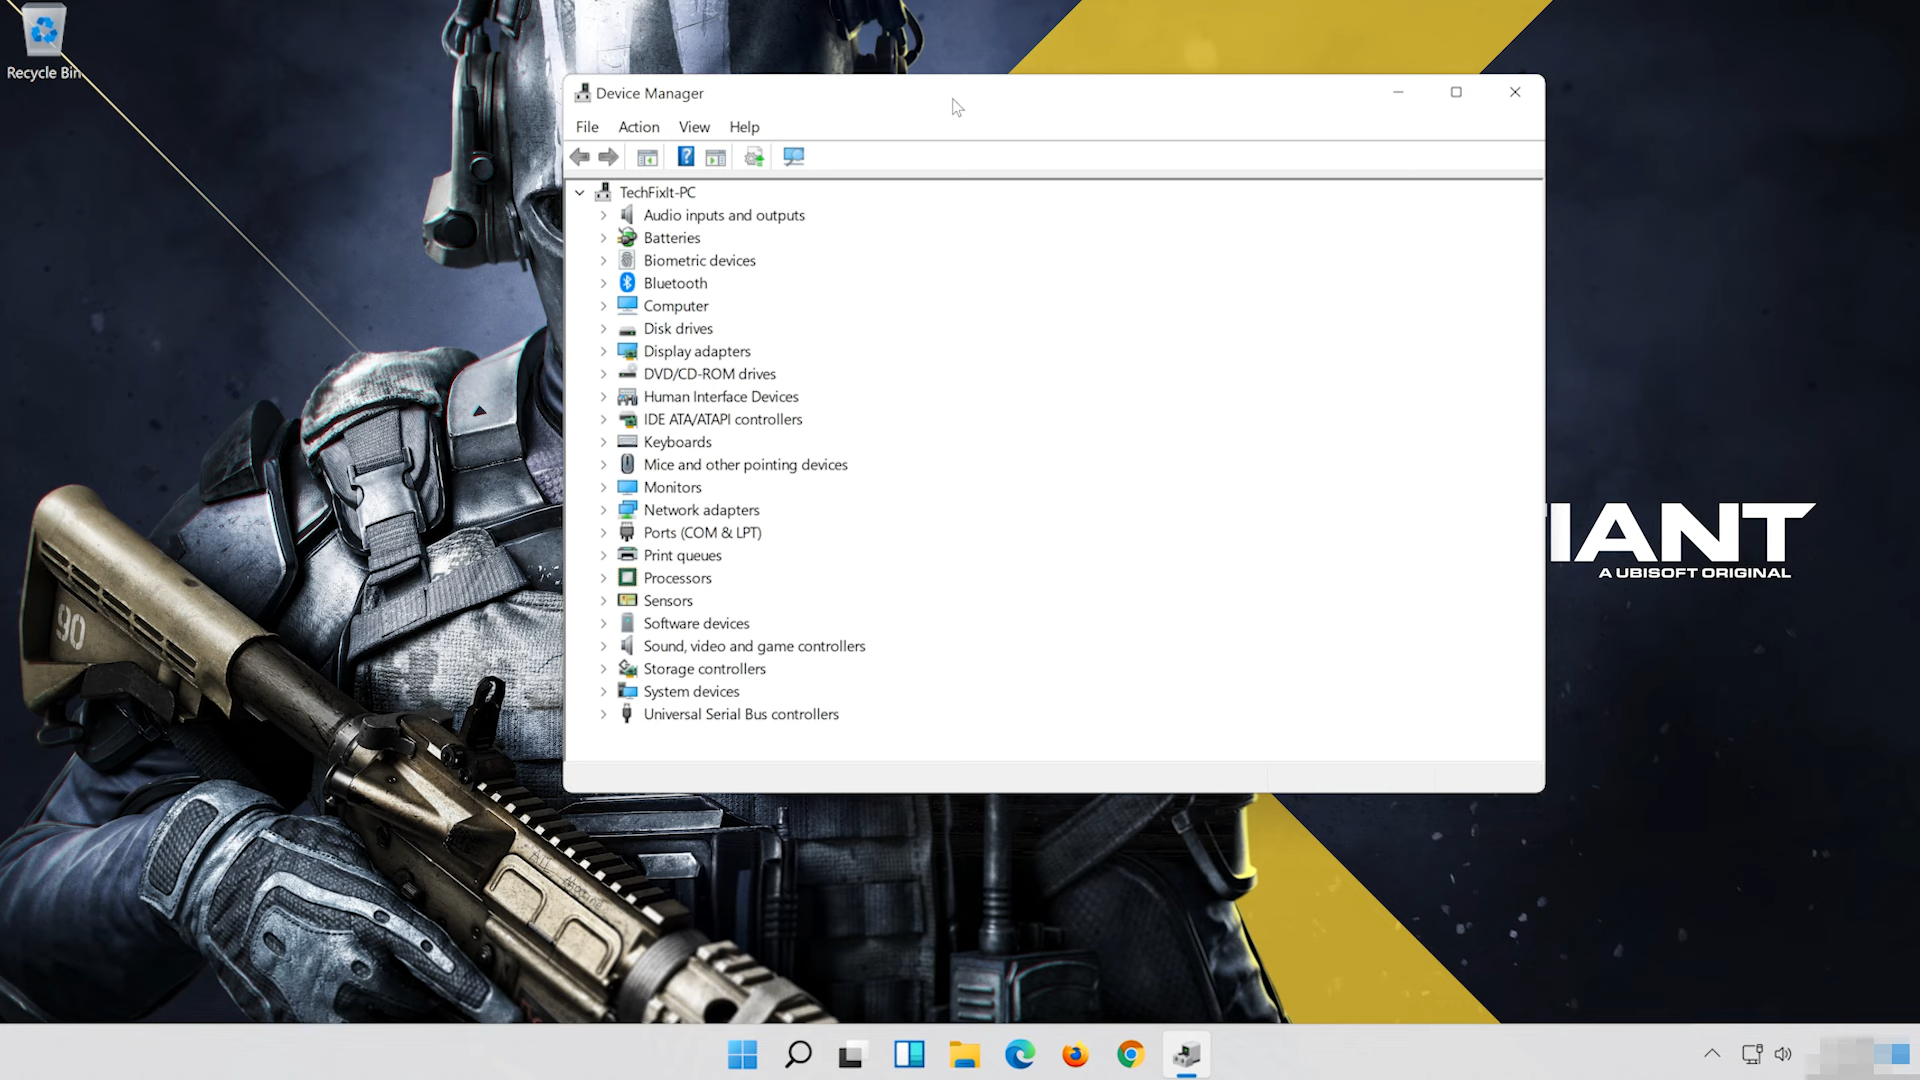 Recycle Bin
Device Manager
File Action View Help
TechFixIt-PC
Audio inputs and outputs
Batteries
Biometric devices
Bluetooth
Computer
Disk drives
Display adapters
DVD/CD-ROM drives
Human Interface Devices
IDE ATA/ATAPI controllers
Keyboards
Mice and other pointing devices
Monitors
Network adapters
Ports (COM & LPT)
Print queues
Processors
Sensors
Software devices
Sound, video and game controllers
Storage controllers
System devices
Universal Serial Bus controllers
IANT
A UBISOFT ORIGINAL
90